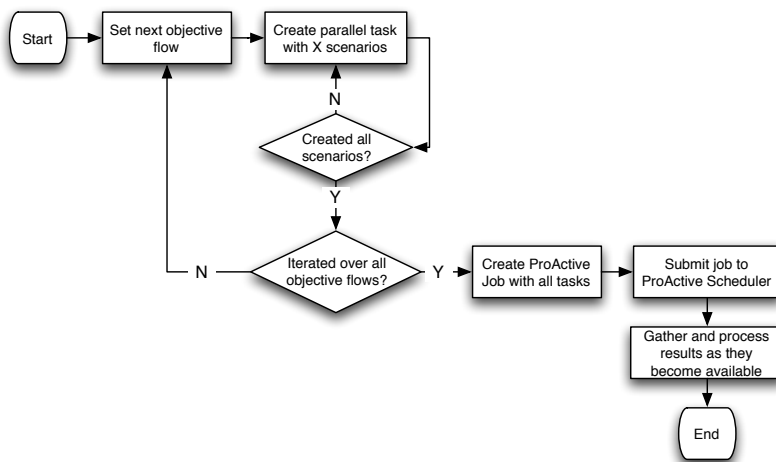 Start
Set next objective
flow
Create parallel task
with X scenarios
N
Created all
scenarios?
Y
N
Iterated over all
objective flows?
Y
Create ProActive
Job with all tasks
Submit job to
ProActive Scheduler
Gather and process
results as they
become available
End